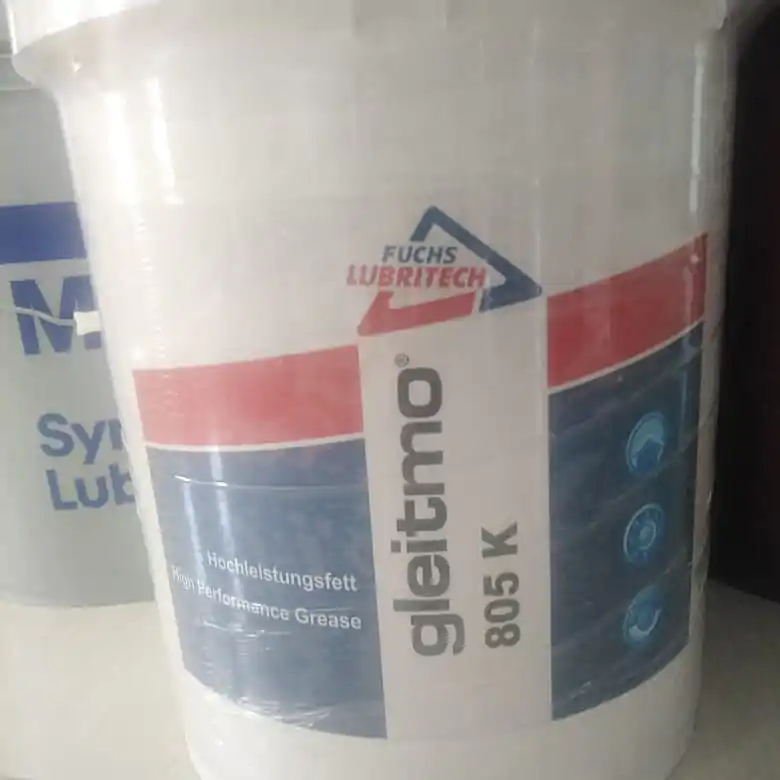 FUCHS
LUBRITECH
gleitmo®
805 K
Hochleistungsfett
High Performance Grease
M
Syn
Lub